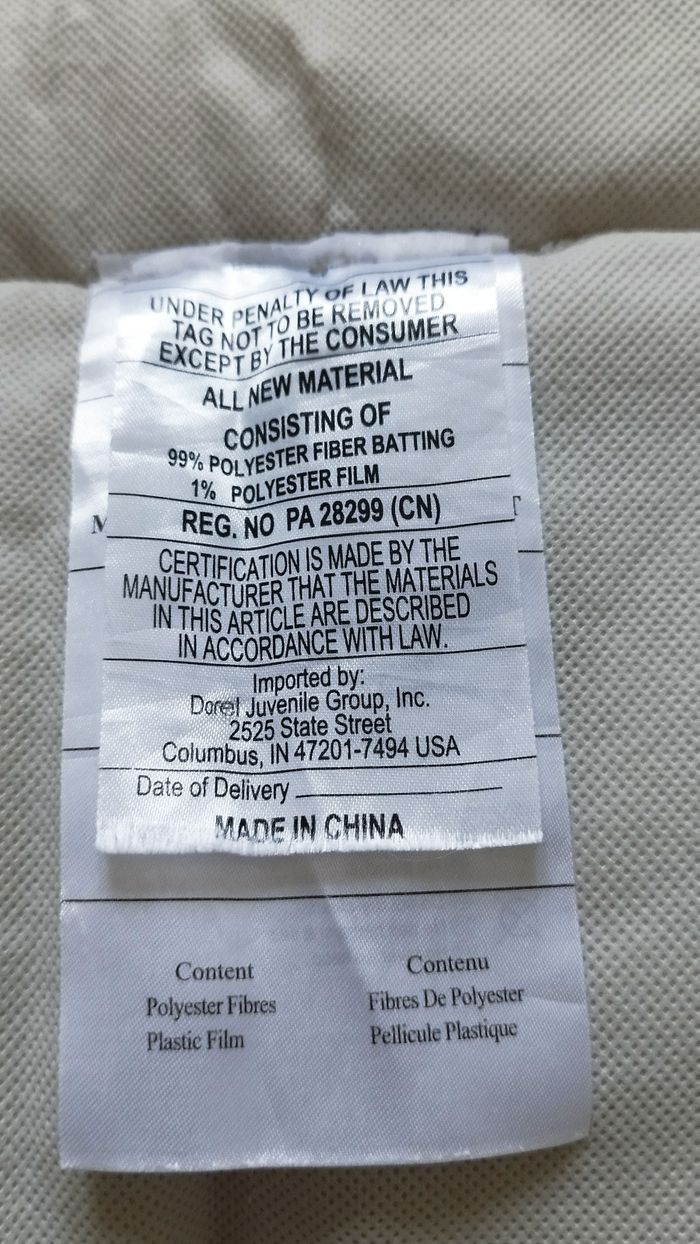 UNDER PENALTY OF LAW THIS
TAG NOT TO BE REMOVED
EXCEPT BY THE CONSUMER
ALL NEW MATERIAL
CONSISTING OF
99% POLYESTER FIBER BATTING
1% POLYESTER FILM
REG. NO PA 28299 (CN)
CERTIFICATION IS MADE BY THE
MANUFACTURER THAT THE MATERIALS
IN THIS ARTICLE ARE DESCRIBED
IN ACCORDANCE WITH LAW.
Imported by:
Dorel Juvenile Group, Inc.
2525 State Street
Columbus, IN 47201-7494 USA
Date of Delivery
MADE IN CHINA
Content Contenu
Polyester Fibres Fibres De Polyester
Plastic Film Pellicule Plastique